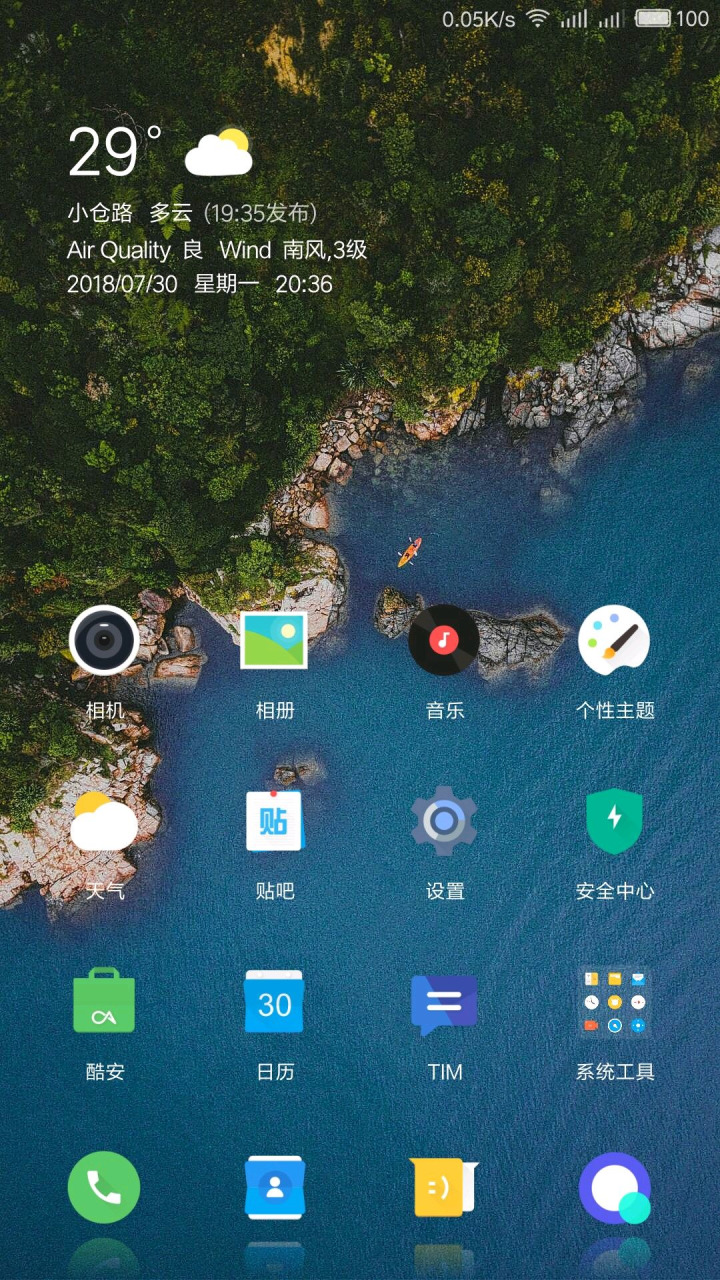 0.05K/s 100
29°
小仓路 多云 (19:35发布)
Air Quality 良 Wind 南风,3级
2018/07/30 星期一 20:36
相机 相册 音乐 个性主题
贴
天气 贴吧 设置 安全中心
30
酷安 日历 TIM 系统工具
:)